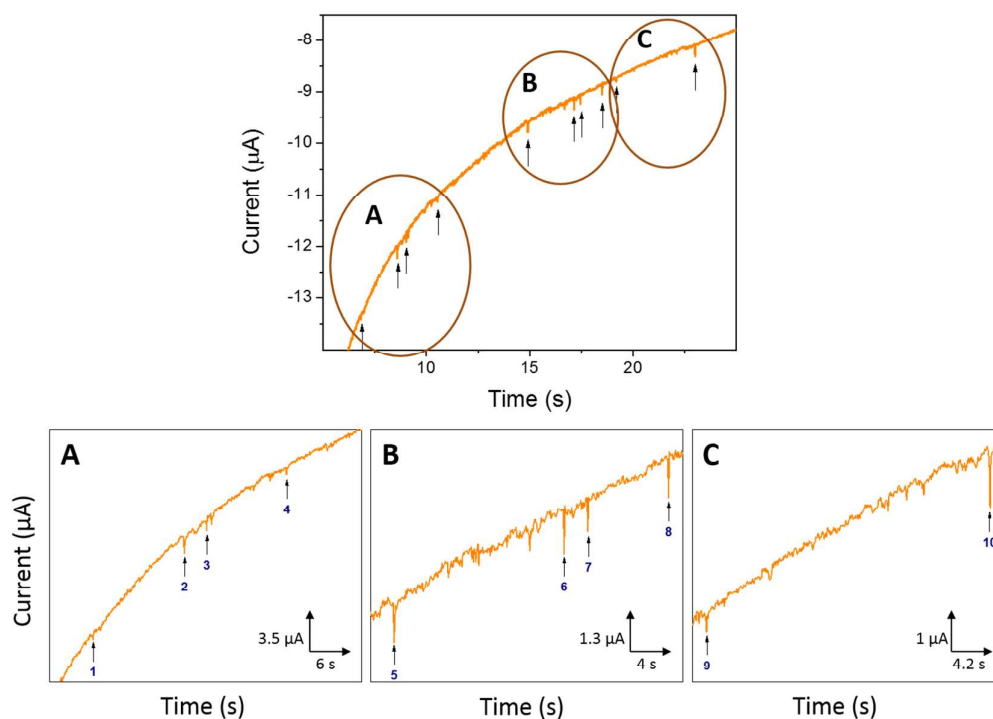 -8
-9
-10
-11
-12
-13
Current (µA)
A
B
C
10
15
20
Time (s)
A
B
C
Current (µA)
1
2
3
4
3.5 µA
6 s
5
6
7
8
1.3 µA
4 s
9
10
1 µA
4.2 s
Time (s)
Time (s)
Time (s)